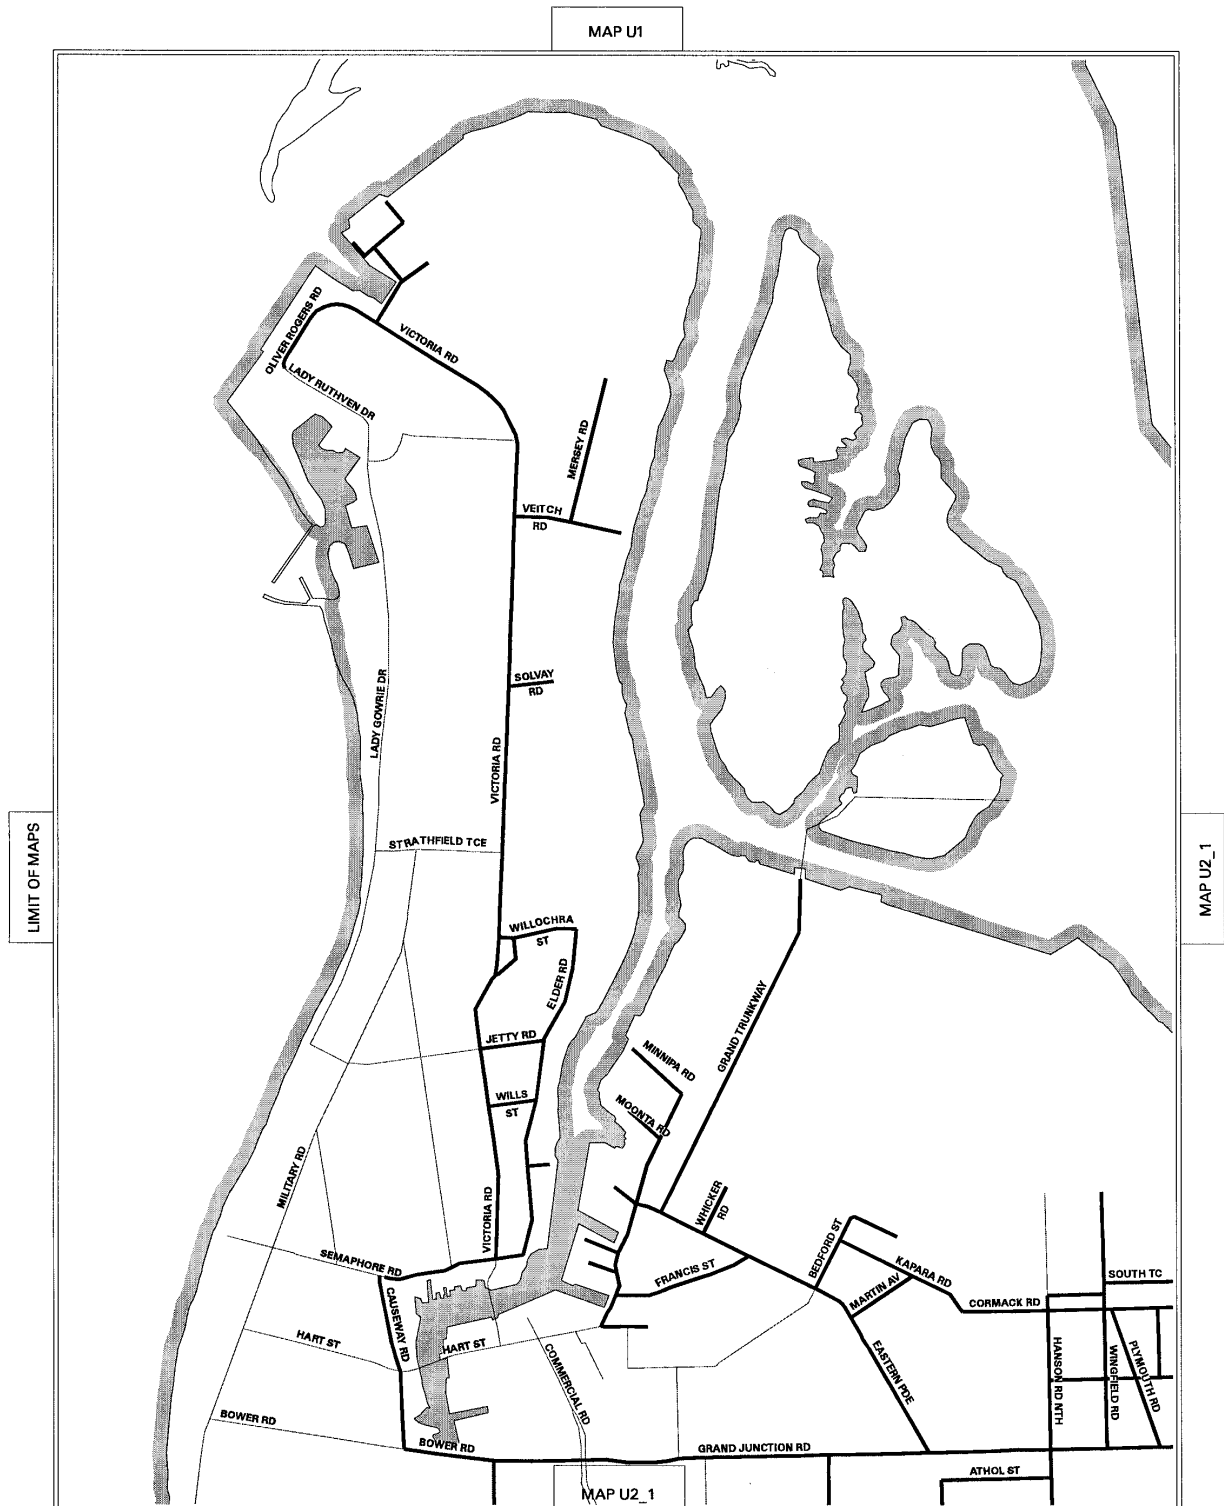 MAP U1
OLIVER ROGERS RD
VICTORIA RD
LADY RUTHVEN DR
MERSEY RD
VEITCH
RD
SOLVAY
RD
LADY GOWRIE DR
VICTORIA RD
STRATHFIELD TCE
LIMIT OF MAPS
MAP U2_1
WILLOCHRA
ST
ELDER RD
GRAND TRUNKWAY
JETTY RD
MINNIPA RD
WILLS
ST
MOONTA RD
MILITARY RD
VICTORIA RD
WHICKER
RD
BEDFORD ST
SEMAPHORE RD
FRANCIS ST
KAPARA RD
MARTIN AV
SOUTH TC
CORMACK RD
CAUSEWAY RD
HART ST
HART ST
COMMERCIAL RD
EASTERN PDE
HANSON RD NTH
WINGFIELD RD
PLYMOUTH RD
BOWER RD
BOWER RD
GRAND JUNCTION RD
ATHOL ST
MAP U2_1